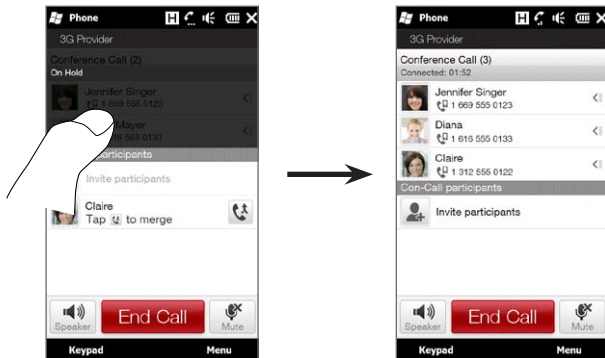 Phone
3G Provider
Conference Call (2)
On Hold
Jennifer Singer
1 669 555 0123
Mayer
616 555 0133
participants
Invite participants
Claire
Tap to merge
Speaker
End Call
Mute
Keypad
Menu
Phone
3G Provider
Conference Call (3)
Connected: 01:52
Jennifer Singer
1 669 555 0123
Diana
1 616 555 0133
Claire
1 312 555 0122
Con-Call participants
Invite participants
Speaker
End Call
Mute
Keypad
Menu